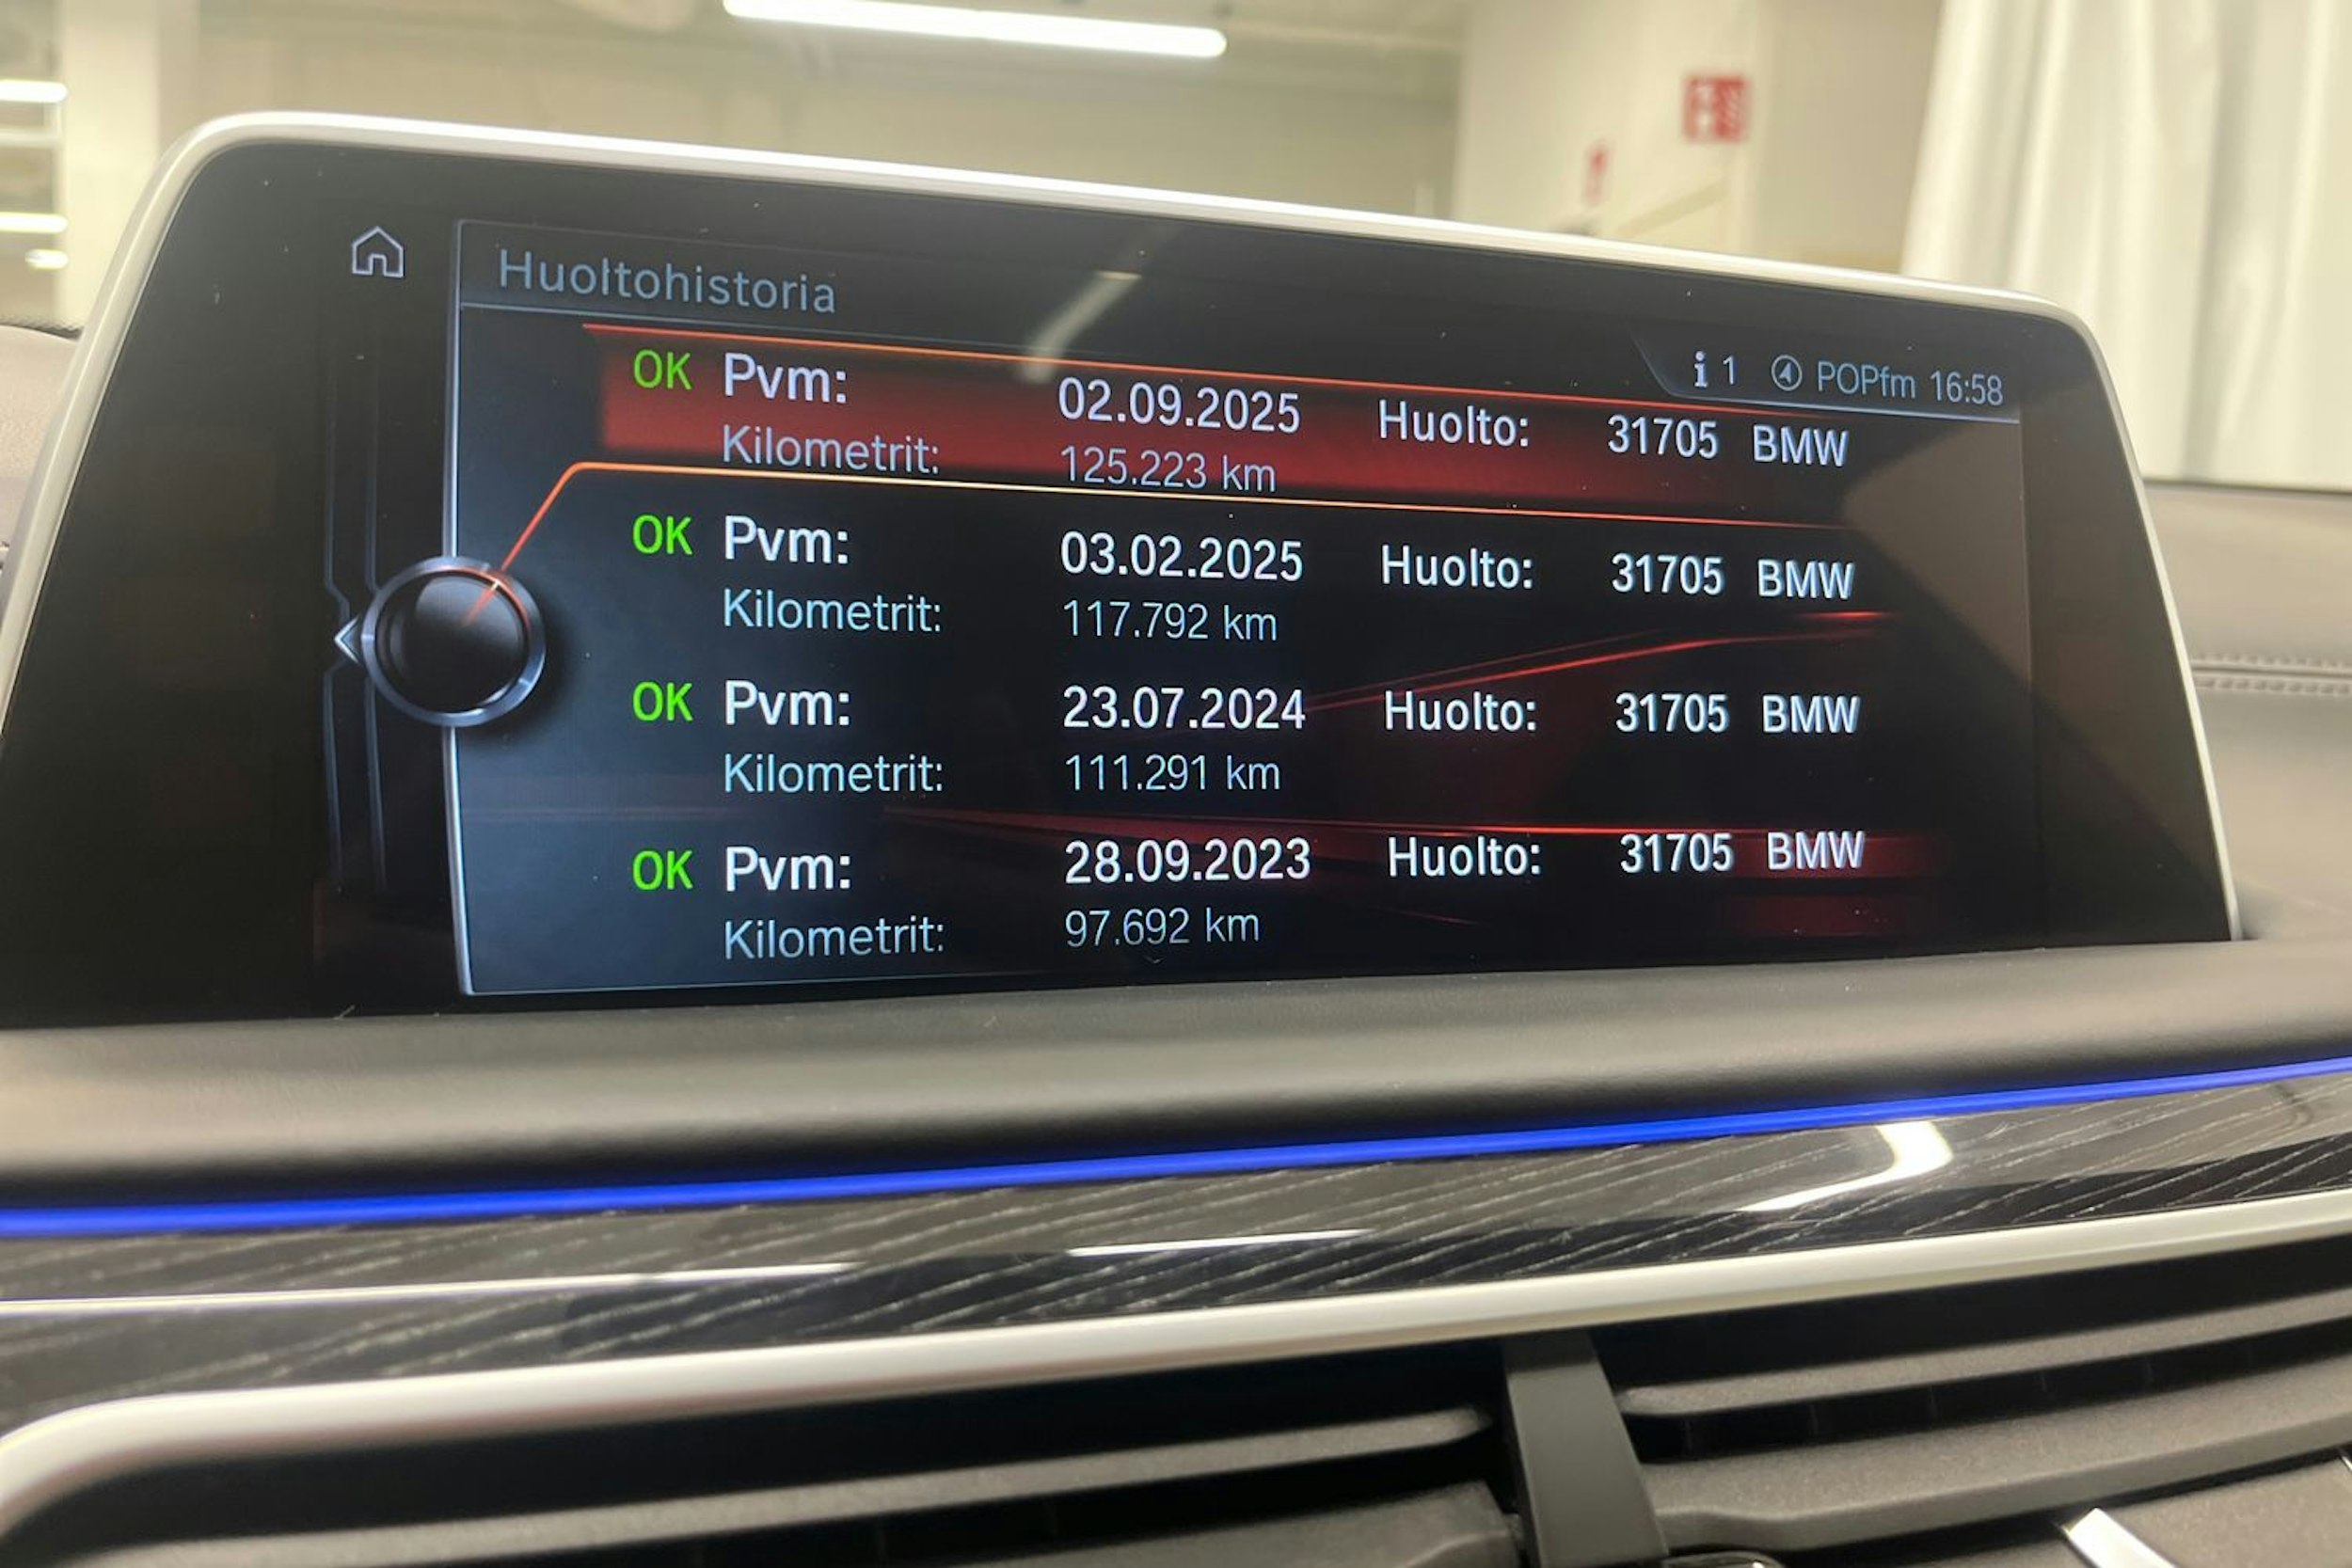 Huoltohistoria
i 1 POPfm 16:58
OK Pvm: 02.09.2025 Huolto: 31705 BMW
Kilometrit: 125.223 km
OK Pvm: 03.02.2025 Huolto: 31705 BMW
Kilometrit: 117.792 km
OK Pvm: 23.07.2024 Huolto: 31705 BMW
Kilometrit: 111.291 km
OK Pvm: 28.09.2023 Huolto: 31705 BMW
Kilometrit: 97.692 km